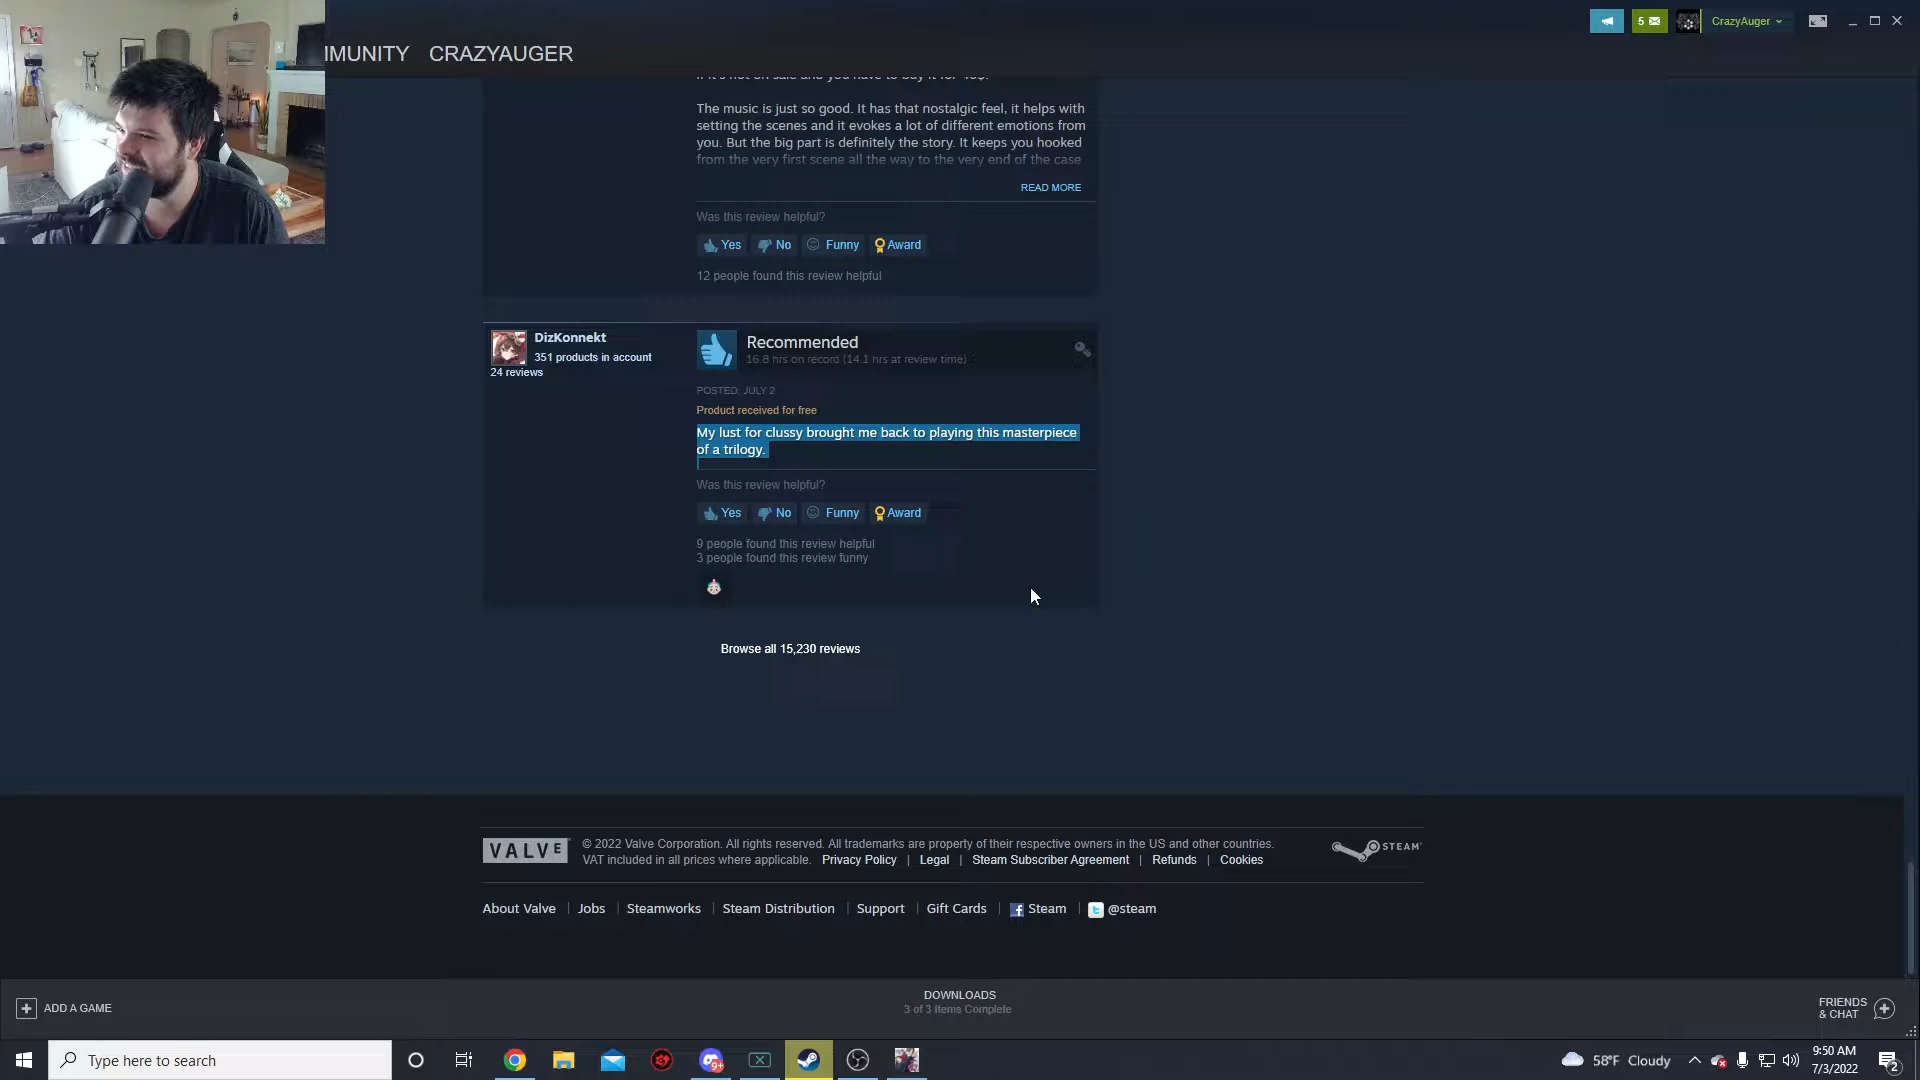 5
CrazyAuger
MMUNITY CRAZYAUGER
The music is just so good. It has that nostalgic feel, it helps with
setting the scenes and it evokes a lot of different emotions from
you. But the big part is definitely the story. It keeps you hooked
from the very first scene all the way to the very end of the case
READ MORE
Was this review helpful?
Yes No Funny Award
12 people found this review helpful
DizKonnekt
351 products in account
24 reviews
Recommended
16.8 hrs on record (14.1 hrs at review time)
POSTED: JULY 2
Product received for free
My lust for clussy brought me back to playing this masterpiece
of a trilogy.
Was this review helpful?
Yes No Funny Award
9 people found this review helpful
3 people found this review funny
Browse all 15,230 reviews
VALVE
© 2022 Valve Corporation. All rights reserved. All trademarks are property of their respective owners in the US and other countries.
VAT included in all prices where applicable. Privacy Policy | Legal | Steam Subscriber Agreement | Refunds | Cookies
STEAM
About Valve | Jobs | Steamworks | Steam Distribution | Support | Gift Cards | Steam | @steam
ADD A GAME
DOWNLOADS
3 of 3 Items Complete
FRIENDS
& CHAT
Type here to search
9+
58°F Cloudy
9:50 AM
7/3/2022
2